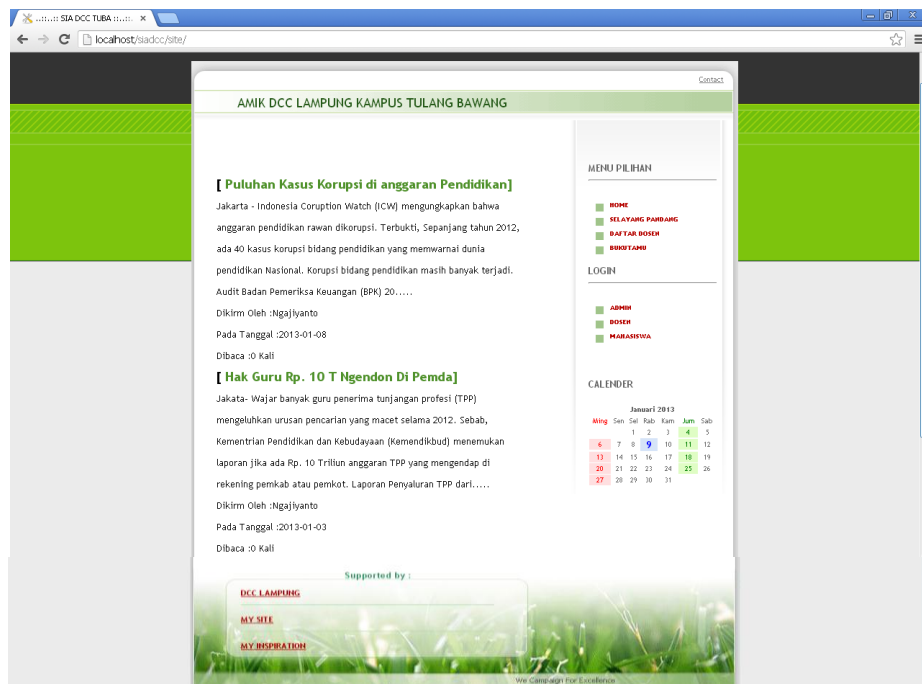 ..::..:: SIA DCC TUBA ::..::.
localhost/siadcc/site/
Contact
AMIK DCC LAMPUNG KAMPUS TULANG BAWANG
[ Puluhan Kasus Korupsi di anggaran Pendidikan]
Jakarta - Indonesia Coruption Watch (ICW) mengungkapkan bahwa
anggaran pendidikan rawan dikorupsi. Terbukti, Sepanjang tahun 2012,
ada 40 kasus korupsi bidang pendidikan yang memwarnai dunia
pendidikan Nasional. Korupsi bidang pendidikan masih banyak terjadi.
Audit Badan Pemeriksa Keuangan (BPK) 20.....
Dikirm Oleh :Ngajiyanto
Pada Tanggal :2013-01-08
Dibaca :0 Kali
[ Hak Guru Rp. 10 T Ngendon Di Pemda]
Jakata- Wajar banyak guru penerima tunjangan profesi (TPP)
mengeluhkan urusan pencarian yang macet selama 2012. Sebab,
Kementrian Pendidikan dan Kebudayaan (Kemendikbud) menemukan
laporan jika ada Rp. 10 Triliun anggaran TPP yang mengendap di
rekening pemkab atau pemkot. Laporan Penyaluran TPP dari.....
Dikirm Oleh :Ngajiyanto
Pada Tanggal :2013-01-03
Dibaca :0 Kali
MENU PILIHAN
HOME
SELAYANG PANDANG
DAFTAR DOSEN
BUKUTAMU
LOGIN
ADMIN
DOSEN
MAHASISWA
CALENDER
Januari 2013
Ming Sen Sel Rab Kam Jum Sab
1 2 3 4 5
6 7 8 9 10 11 12
13 14 15 16 17 18 19
20 21 22 23 24 25 26
27 28 29 30 31
Supported by :
DCC LAMPUNG
MY SITE
MY INSPIRATION
We Campaign For Excellence